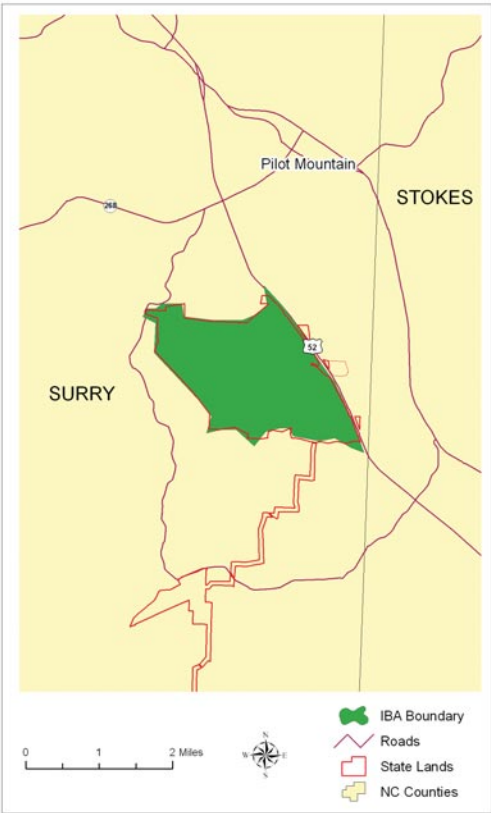 Pilot Mountain
STOKES
268
52
SURRY
0 1 2 Miles
N
W E
S
IBA Boundary
Roads
State Lands
NC Counties